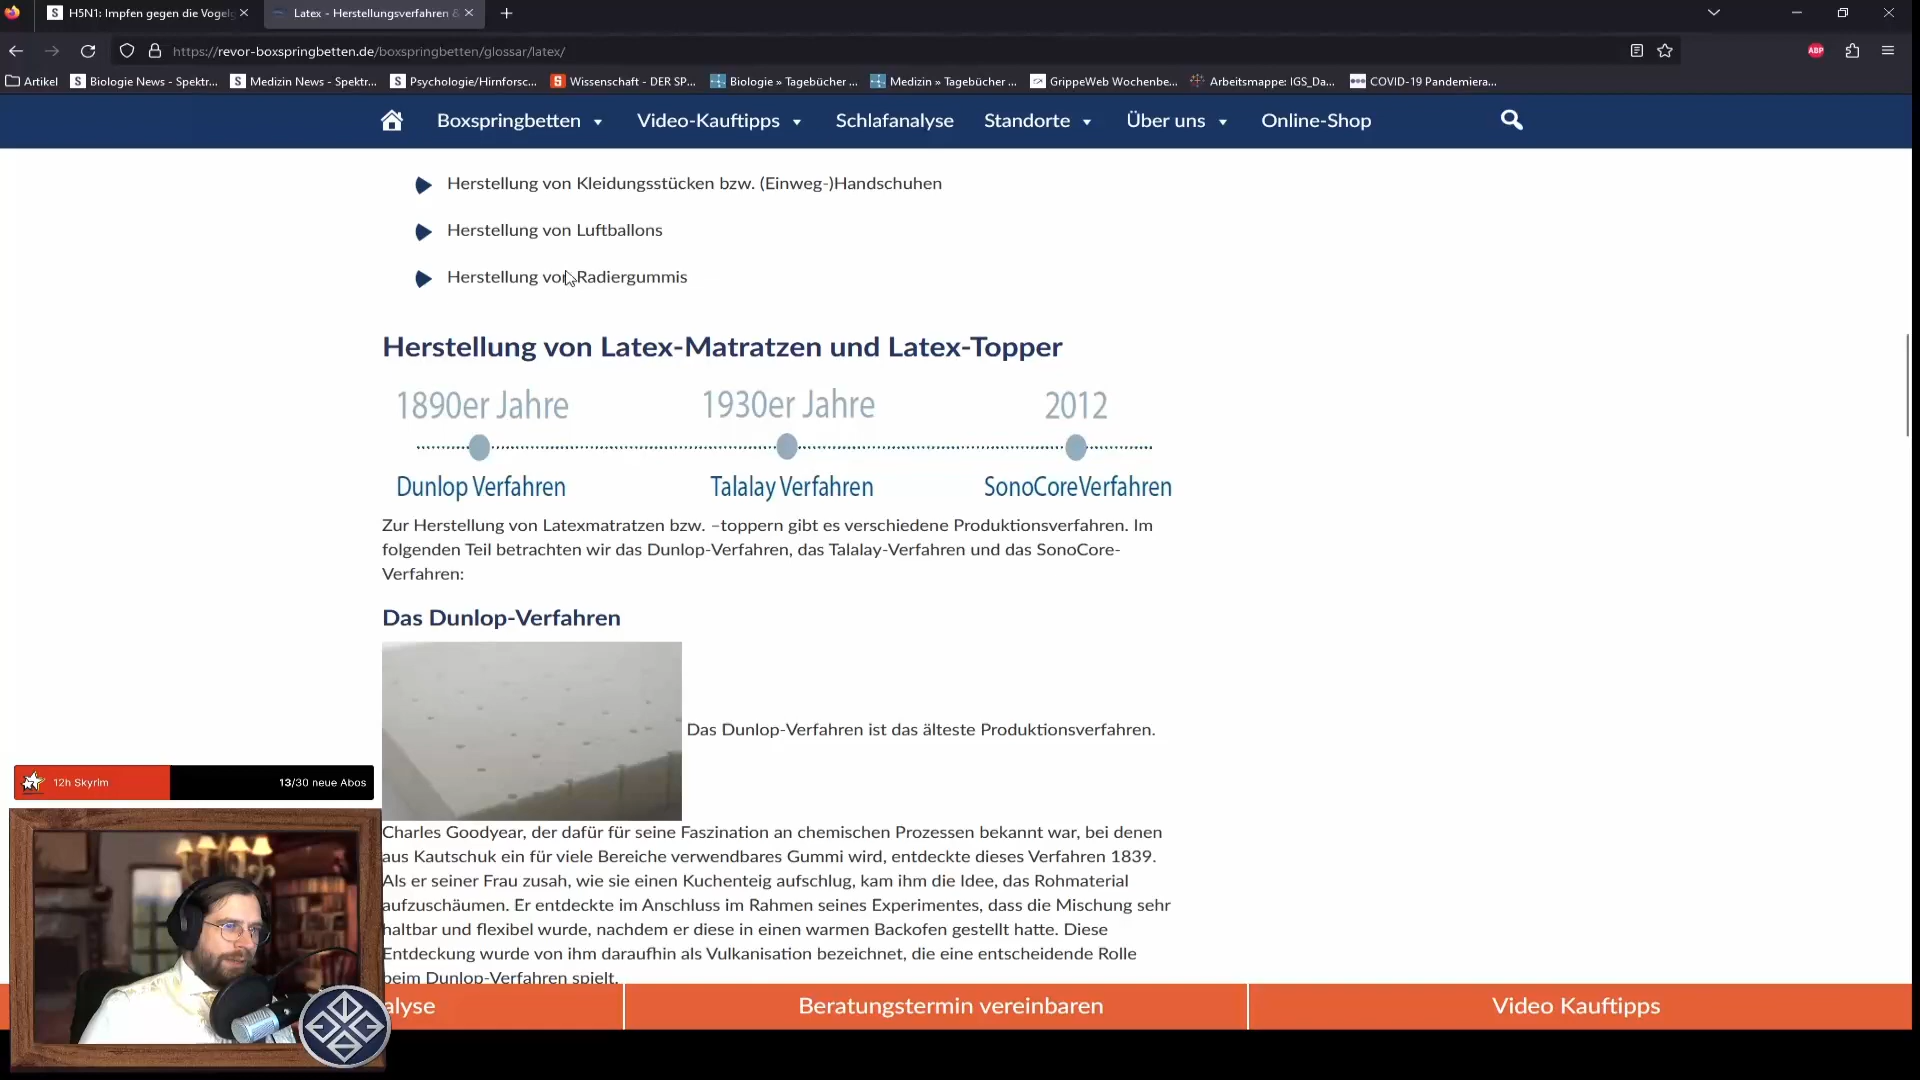 S H5N1: Impfen gegen die Vogelg
Latex - Herstellungsverfahren &
https://revor-boxspringbetten.de/boxspringbetten/glossar/latex/
ABP
Artikel
S Biologie News - Spektr...
S Medizin News - Spektr...
S Psychologie/Hirnforsc...
Wissenschaft - DER SP...
Biologie » Tagebücher ...
Medizin » Tagebücher ...
GrippeWeb Wochenbe...
Arbeitsmappe: IGS_Da...
COVID-19 Pandemiera...
Boxspringbetten Video-Kauftipps Schlafanalyse Standorte Über uns Online-Shop
Herstellung von Kleidungsstücken bzw. (Einweg-)Handschuhen
Herstellung von Luftballons
Herstellung von Radiergummis
Herstellung von Latex-Matratzen und Latex-Topper
1890er Jahre 1930er Jahre 2012
Dunlop Verfahren Talalay Verfahren SonoCoreVerfahren
Zur Herstellung von Latexmatratzen bzw. –toppern gibt es verschiedene Produktionsverfahren. Im
folgenden Teil betrachten wir das Dunlop-Verfahren, das Talalay-Verfahren und das SonoCore-
Verfahren:
Das Dunlop-Verfahren
Das Dunlop-Verfahren ist das älteste Produktionsverfahren.
12h Skyrim 13/30 neue Abos
Charles Goodyear, der dafür für seine Faszination an chemischen Prozessen bekannt war, bei denen
aus Kautschuk ein für viele Bereiche verwendbares Gummi wird, entdeckte dieses Verfahren 1839.
Als er seiner Frau zusah, wie sie einen Kuchenteig aufschlug, kam ihm die Idee, das Rohmaterial
aufzuschäumen. Er entdeckte im Anschluss im Rahmen seines Experimentes, dass die Mischung sehr
haltbar und flexibel wurde, nachdem er diese in einen warmen Backofen gestellt hatte. Diese
Entdeckung wurde von ihm daraufhin als Vulkanisation bezeichnet, die eine entscheidende Rolle
beim Dunlop-Verfahren spielt.
alyse Beratungstermin vereinbaren Video Kauftipps